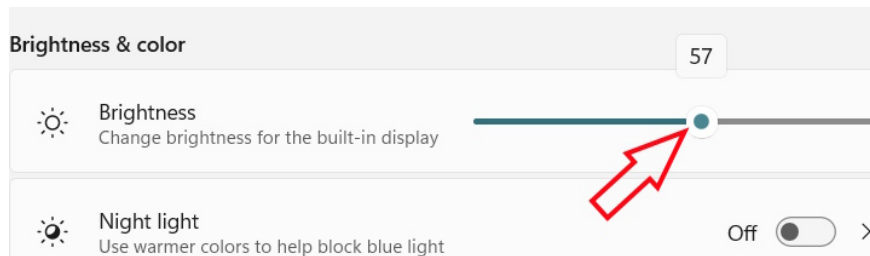 Brightness & color
57
Brightness
Change brightness for the built-in display
Night light
Use warmer colors to help block blue light
Off